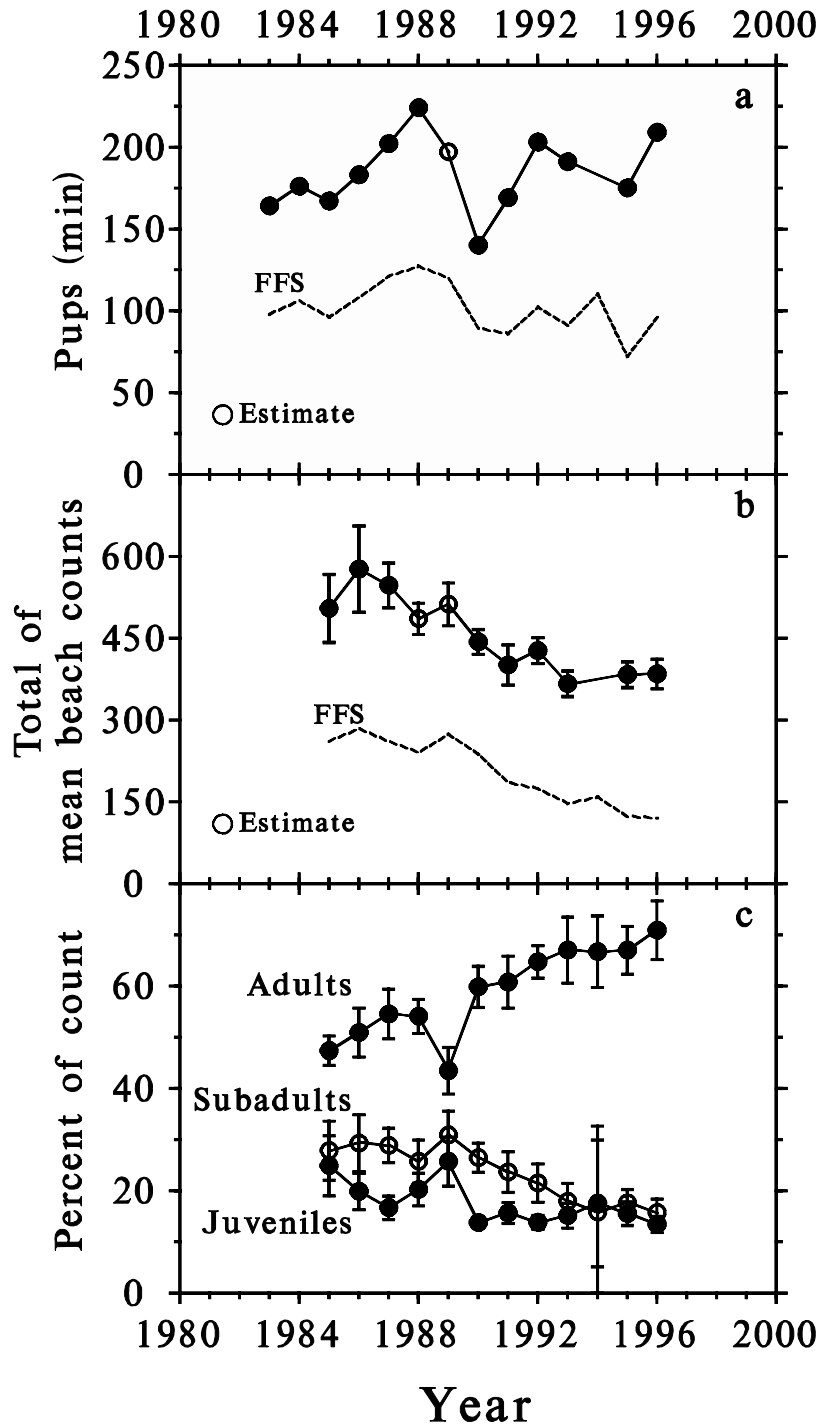 1980 1984 1988 1992 1996 2000
250
a
200
Pups (min)
150
FFS
100
50
Estimate
0
b
600
Total of
mean beach counts
450
300
FFS
150
Estimate
0
c
Percent of count
60
Adults
40
Subadults
20
Juveniles
0
1980 1984 1988 1992 1996 2000
Year